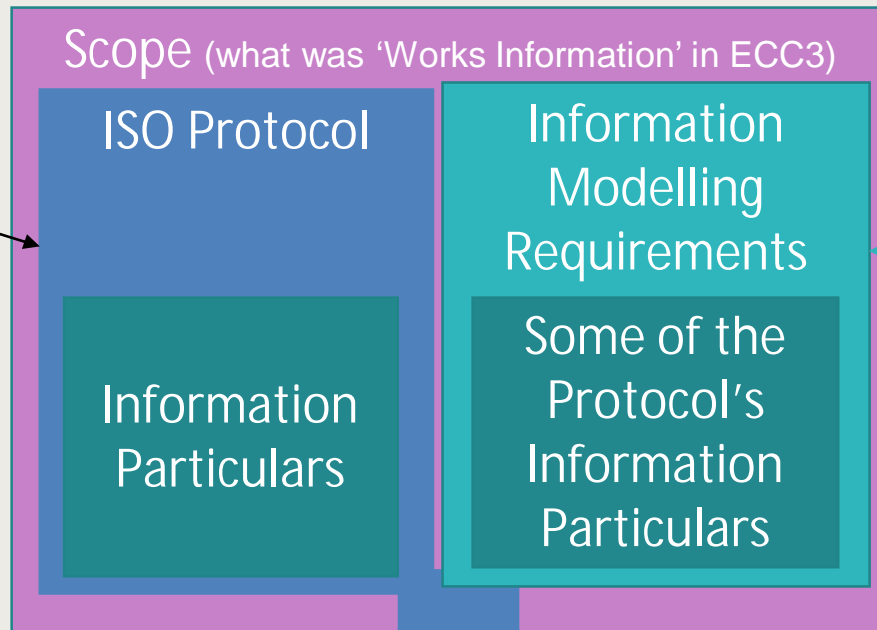 Scope (what was ‘Works Information’ in ECC3)
ISO Protocol
Information
Particulars
Information
Modelling
Requirements
Some of the
Protocol’s
Information
Particulars